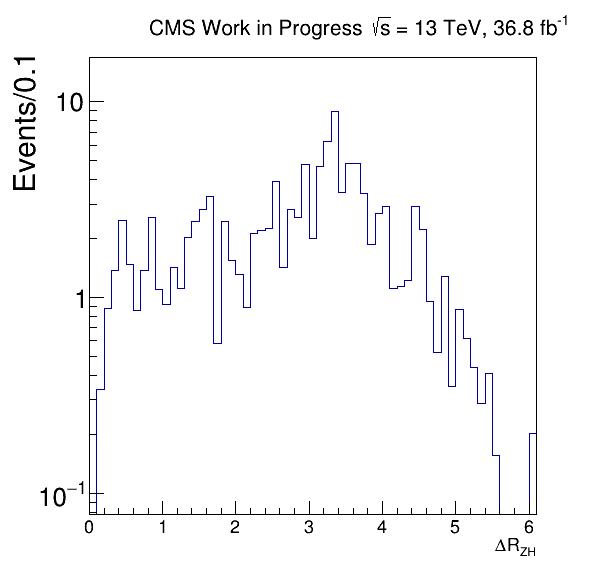 CMS Work in Progress √s = 13 TeV, 36.8 fb⁻¹
Events/0.1
10
1
10⁻¹
0 1 2 3 4 5 6
ΔR_ZH